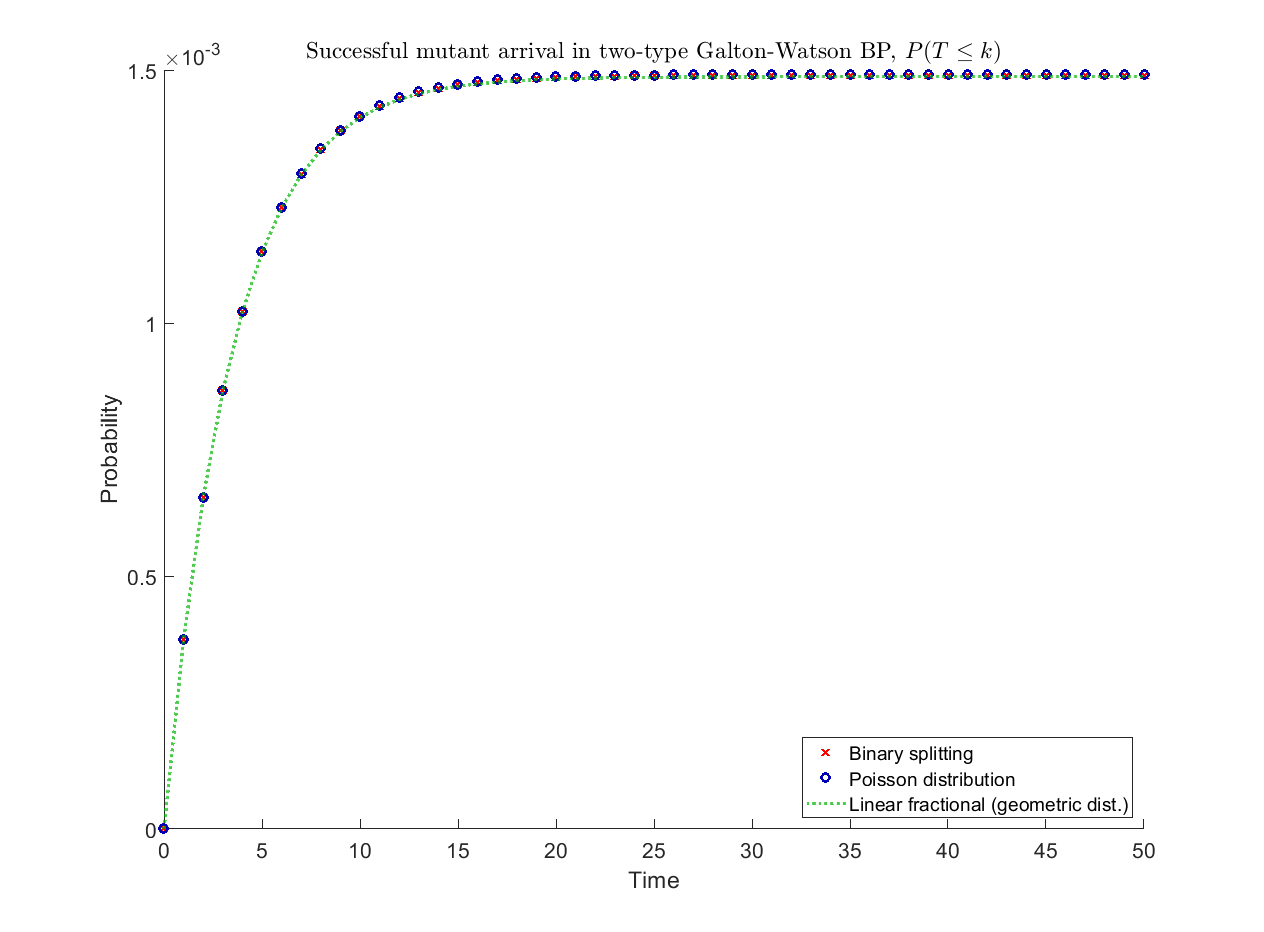 Successful mutant arrival in two-type Galton-Watson BP, P(T ≤ k)
×10⁻³
1.5
1
0.5
0
Probability
0 5 10 15 20 25 30 35 40 45 50
Time
Binary splitting
Poisson distribution
Linear fractional (geometric dist.)